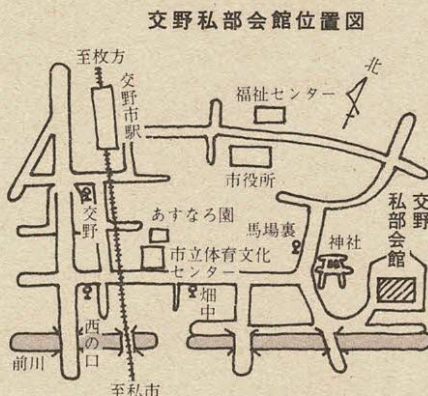 交野私部会館位置図
至枚方
交野市駅
福祉センター
北
市役所
交野
あすなろ園
馬場裏
神社
交野
私部会館
市立体育文化
センター
畑中
西の口
前川
至私市